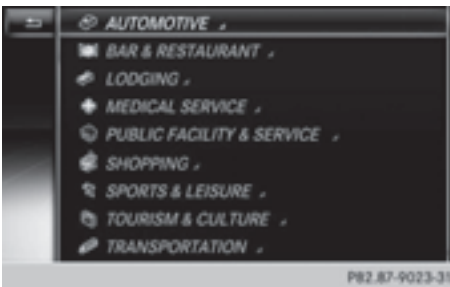 AUTOMOTIVE
BAR & RESTAURANT
LODGING
MEDICAL SERVICE
PUBLIC FACILITY & SERVICE
SHOPPING
SPORTS & LEISURE
TOURISM & CULTURE
TRANSPORTATION
P82.87-9023-31